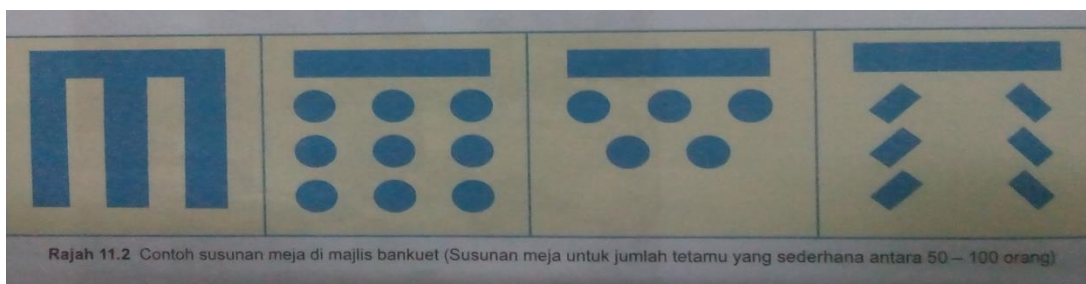 Rajah 11.2 Contoh susunan meja di majlis bankuet (Susunan meja untuk jumlah tetamu yang sederhana antara 50 – 100 orang)